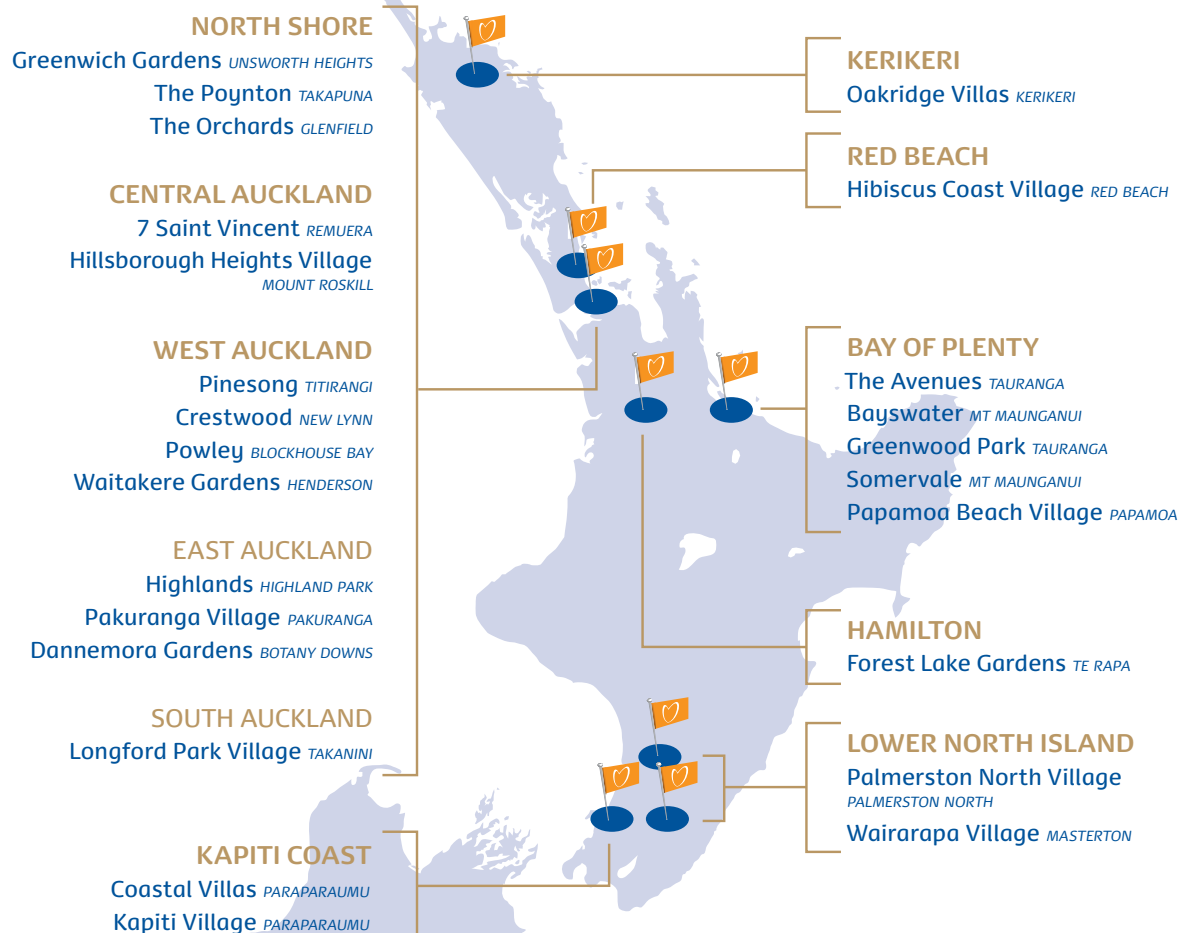 NORTH SHORE
Greenwich Gardens UNSWORTH HEIGHTS
The Poynton TAKAPUNA
The Orchards GLENFIELD
CENTRAL AUCKLAND
7 Saint Vincent REMUERA
Hillsborough Heights Village
MOUNT ROSKILL
WEST AUCKLAND
Pinesong TITIRANGI
Crestwood NEW LYNN
Powley BLOCKHOUSE BAY
Waitakere Gardens HENDERSON
EAST AUCKLAND
Highlands HIGHLAND PARK
Pakuranga Village PAKURANGA
Dannemora Gardens BOTANY DOWNS
SOUTH AUCKLAND
Longford Park Village TAKANINI
KAPITI COAST
Coastal Villas PARAPARAUMU
Kapiti Village PARAPARAUMU
KERIKERI
Oakridge Villas KERIKERI
RED BEACH
Hibiscus Coast Village RED BEACH
BAY OF PLENTY
The Avenues TAURANGA
Bayswater MT MAUNGANUI
Greenwood Park TAURANGA
Somervale MT MAUNGANUI
Papamoa Beach Village PAPAMOA
HAMILTON
Forest Lake Gardens TE RAPA
LOWER NORTH ISLAND
Palmerston North Village
PALMERSTON NORTH
Wairarapa Village MASTERTON